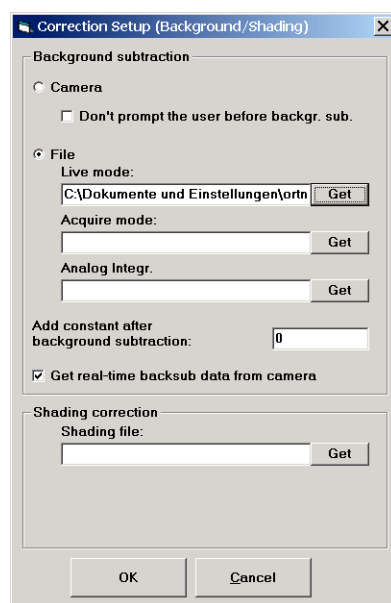 Correction Setup (Background/Shading)
Background subtraction
Camera
Don't prompt the user before backgr. sub.
File
Live mode:
C:\Dokumente und Einstellungen\ortn Get
Acquire mode:
Get
Analog Integr.
Get
Add constant after
background subtraction: 0
Get real-time backsub data from camera
Shading correction
Shading file:
Get
OK Cancel